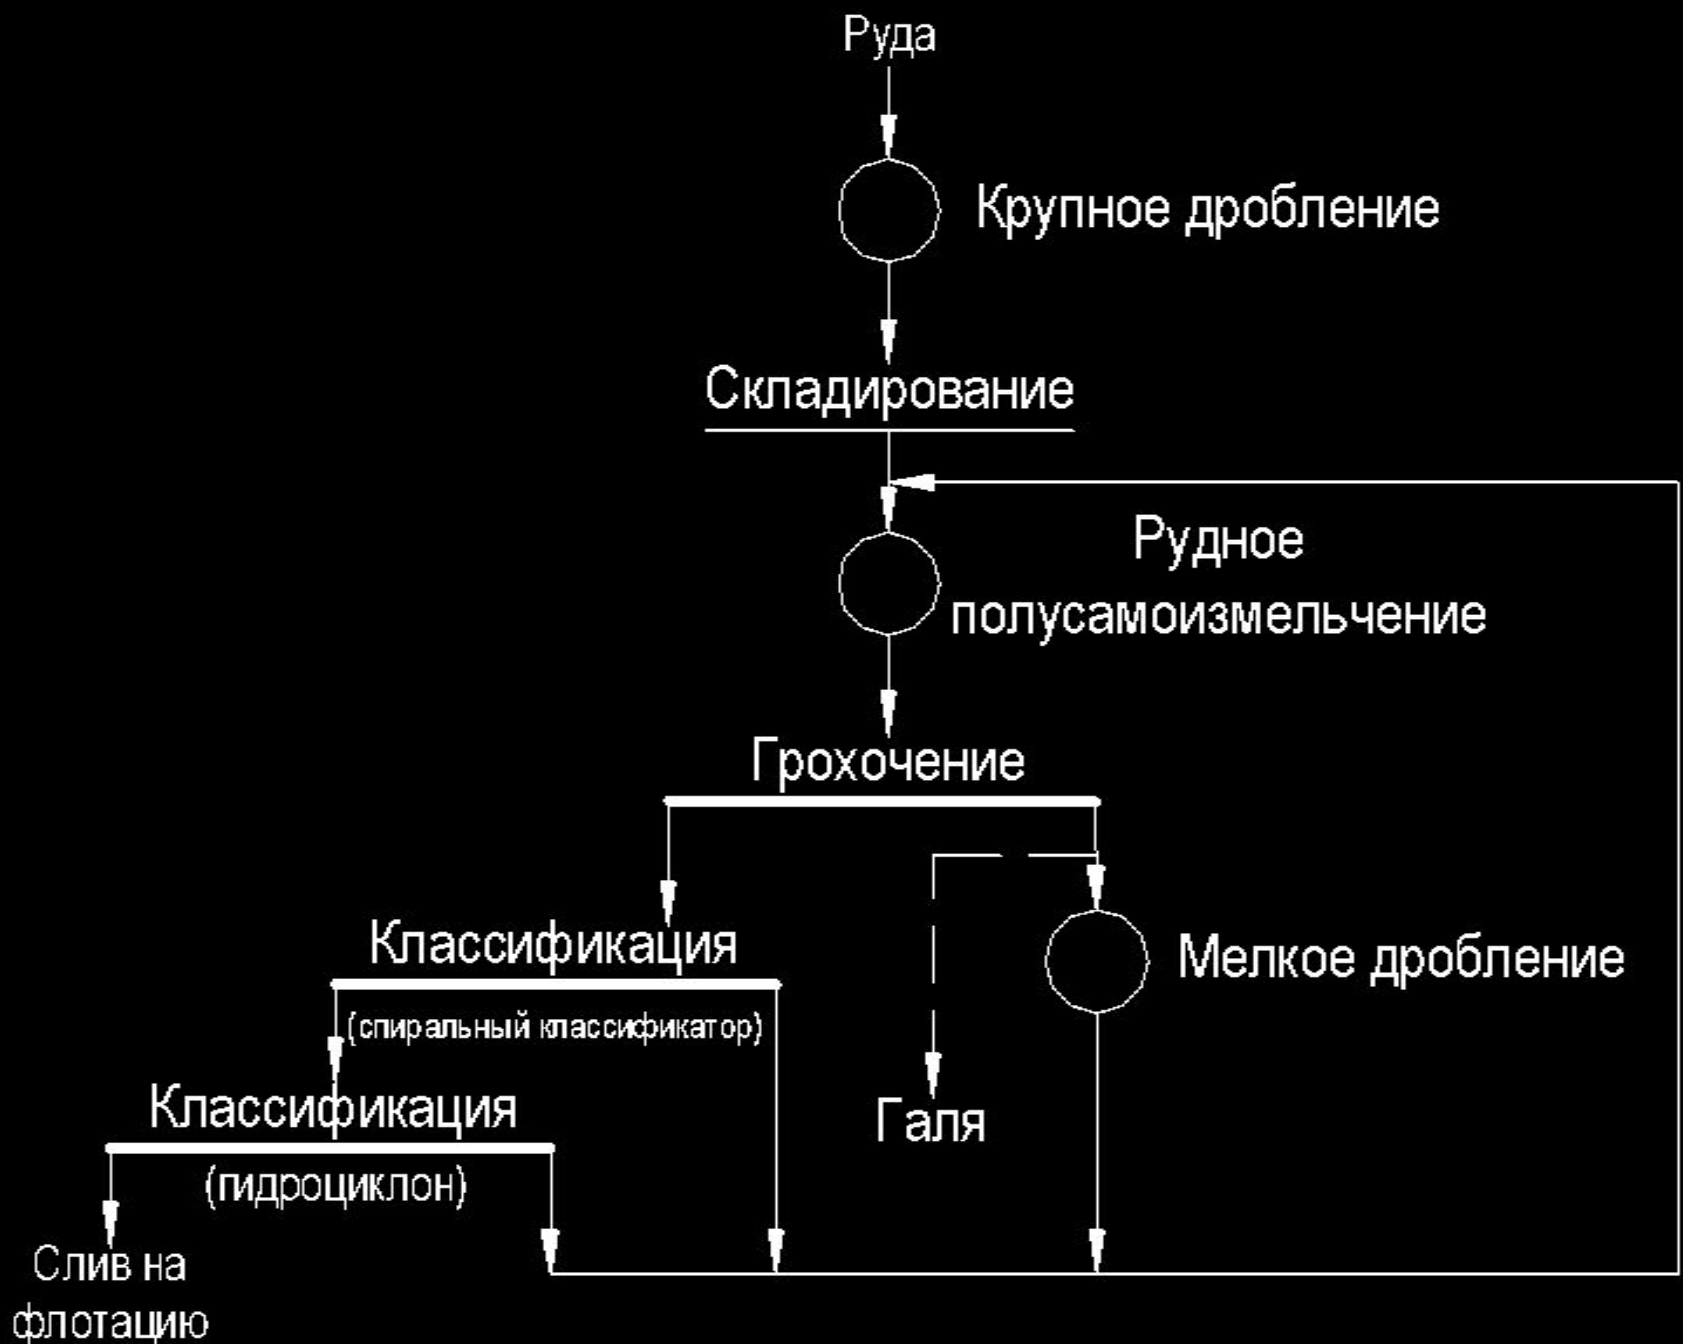 Руда
Крупное дробление
Складирование
Рудное
полусамоизмельчение
Грохочение
Классификация
(спиральный классификатор)
Мелкое дробление
Классификация
(гидроциклон)
Галя
Слив на
флотацию